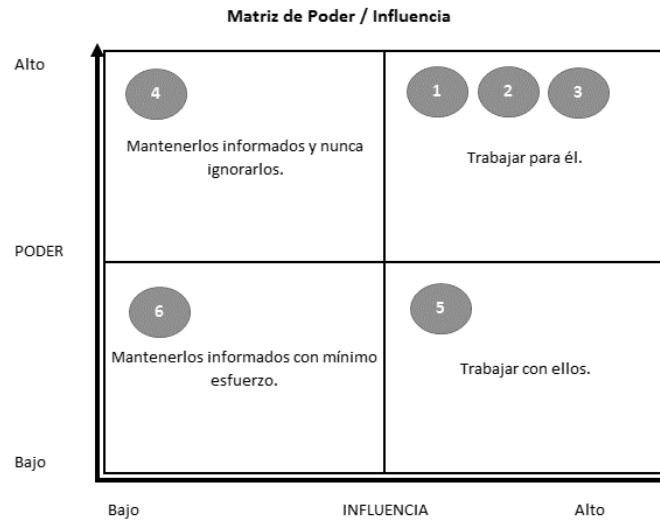 Matriz de Poder / Influencia
Alto
4
1 2 3
Mantenerlos informados y nunca
ignorarlos.
Trabajar para él.
PODER
6
5
Mantenerlos informados con mínimo
esfuerzo.
Trabajar con ellos.
Bajo
Bajo INFLUENCIA Alto